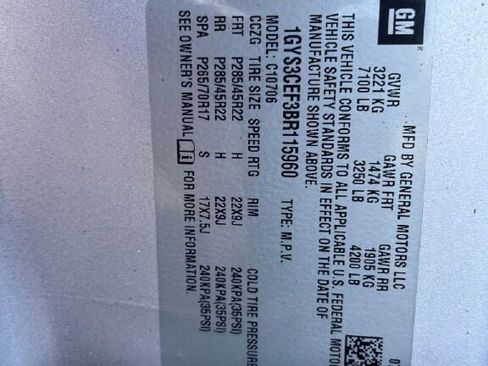 GM
MFD BY GENERAL MOTORS LLC
GVWR GAWR FRT GAWR RR
3221 KG 1474 KG 1905 KG
7100 LB 3250 LB 4200 LB
THIS VEHICLE CONFORMS TO ALL APPLICABLE U.S. FEDERAL MOTO
VEHICLE SAFETY STANDARDS IN EFFECT ON THE DATE OF
MANUFACTURE SHOWN ABOVE.
1GYS3CEF3BR115960 TYPE: M.P.V.
MODEL: C10706
CCZG TIRE SIZE SPEED RTG RIM COLD TIRE PRESSURE
FRT P285/45R22 H 22X9J 240KPA(35PSI)
RR P285/45R22 H 22X9J 240KPA(35PSI)
SPA P265/70R17 S 17X7.5J 240KPA(35PSI)
SEE OWNER'S MANUAL i FOR MORE INFORMATION.